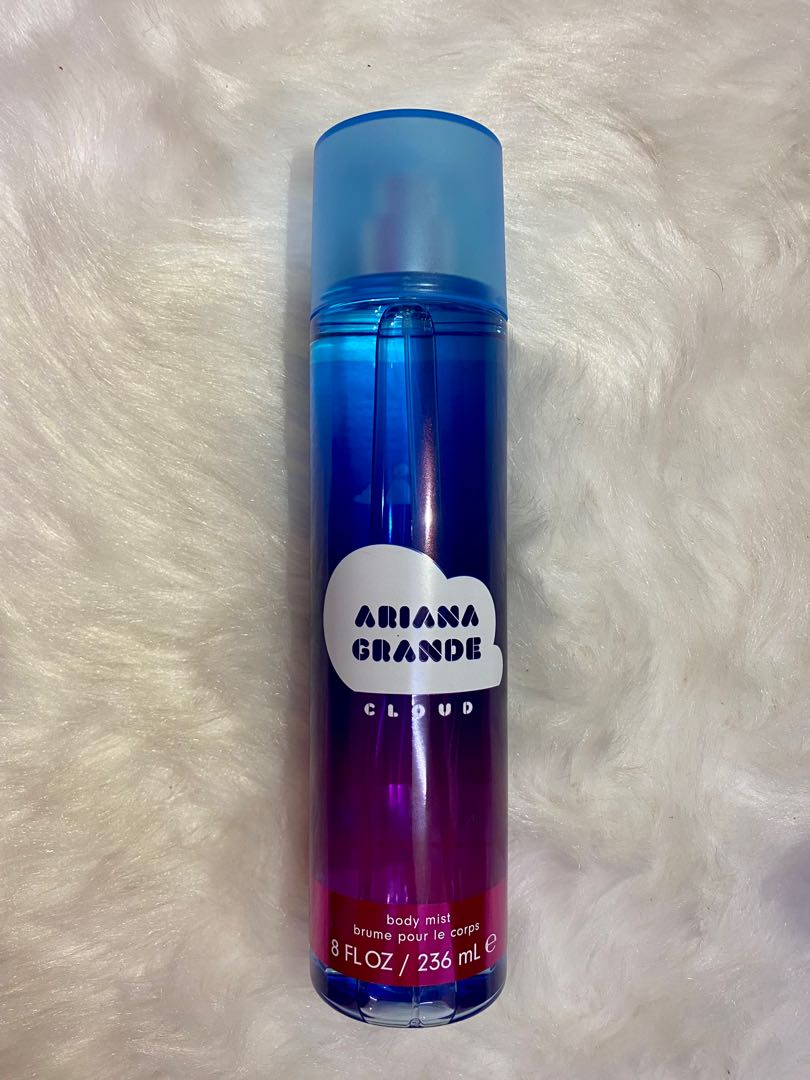 ARIANA
GRANDE
CLOUD
body mist
brume pour le corps
8 FL OZ / 236 mL ℮